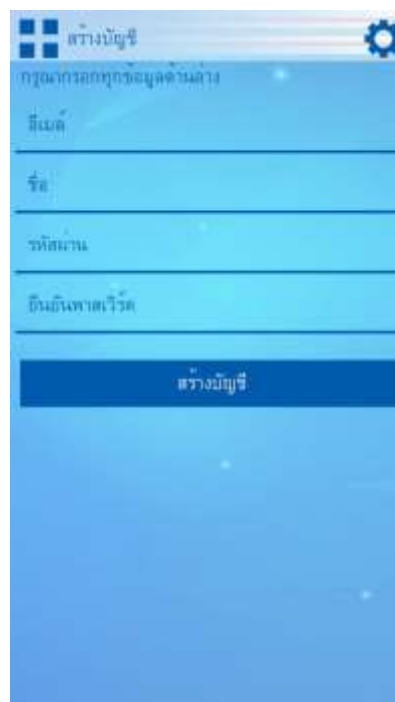 สร้างบัญชี
กรุณากรอกทุกข้อมูลด้านล่าง
อีเมล์
ชื่อ
รหัสผ่าน
ยืนยันพาสเวิร์ด
สร้างบัญชี